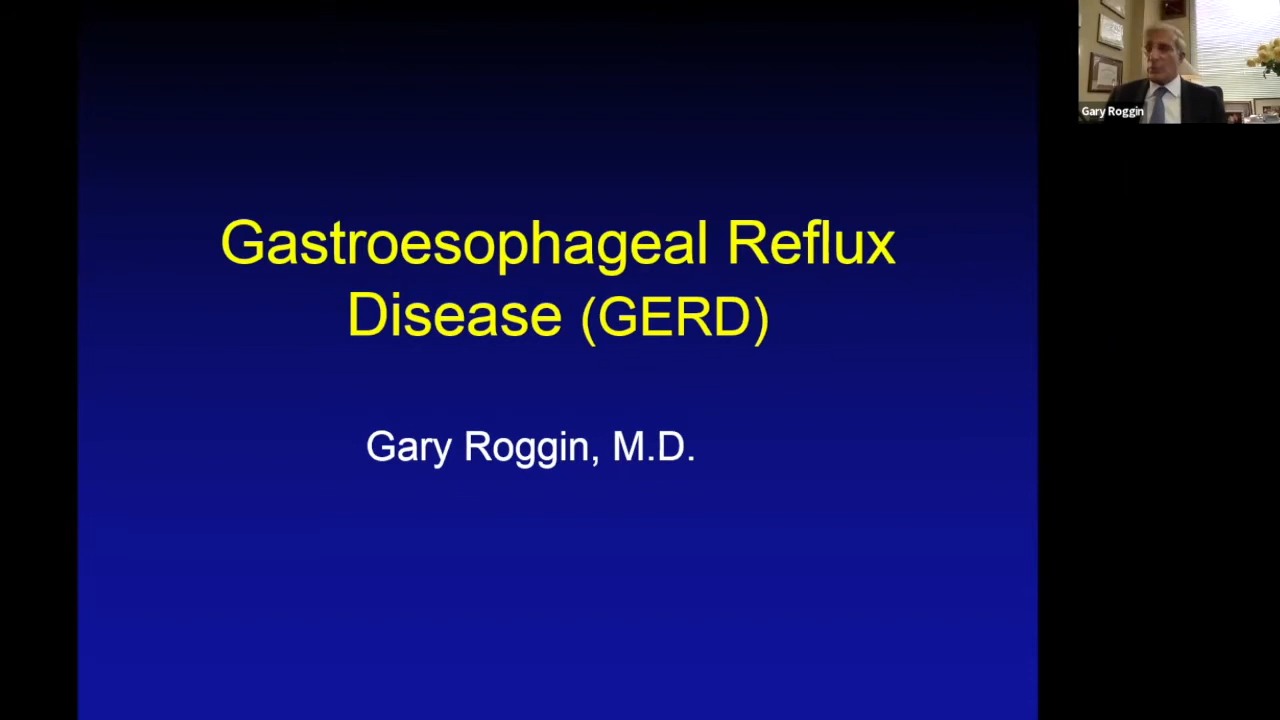 Gastroesophageal Reflux
Disease (GERD)
Gary Roggin, M.D.
Gary Roggin